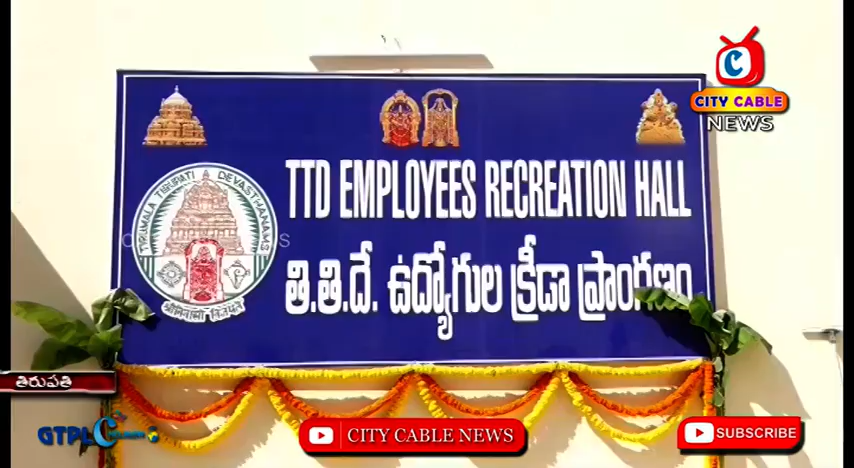 CITY CABLE
NEWS
TIRUMALA TIRUPATI DEVASTHANAMS
TTD EMPLOYEES RECREATION HALL
తి.తి.దే. ఉద్యోగుల క్రీడా ప్రాంగణం
తిరుపతి
GTPL
CITY CABLE NEWS
SUBSCRIBE